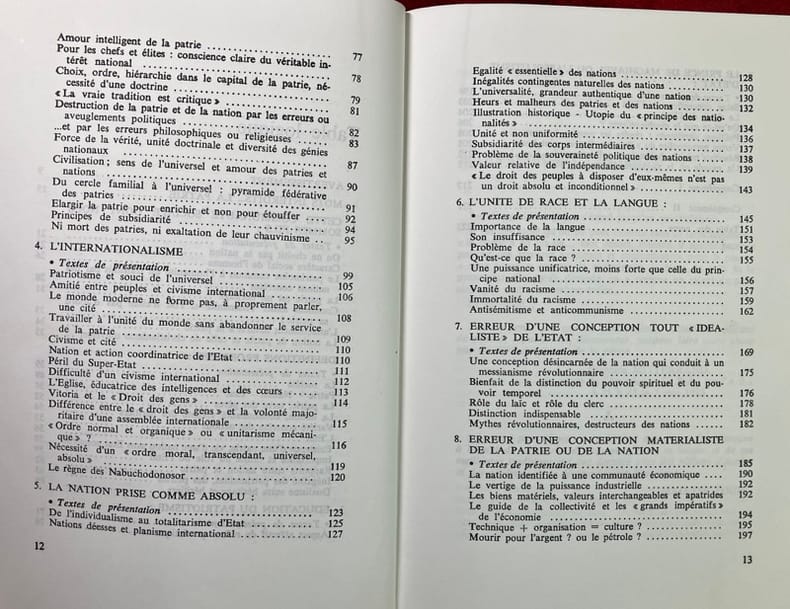 Amour intelligent de la patrie .................... 77
Pour les chefs et élites : conscience claire du véritable in-
térêt national .................... 78
Choix, ordre, hiérarchie dans le capital de la patrie, né-
cessité d'une doctrine .................... 79
« La vraie tradition est critique » .................... 81
Destruction de la patrie et de la nation par les erreurs ou
aveuglements politiques .................... 82
...et par les erreurs philosophiques ou religieuses .......... 83
Force de la vérité, unité doctrinale et diversité des génies
nationaux .................... 87
Civilisation ; sens de l'universel et amour des patries et
nations .................... 90
Du cercle familial à l'universel : pyramide fédérative
des patries .................... 91
Elargir la patrie pour enrichir et non pour étouffer .... 92
Principes de subsidiarité .................... 94
Ni mort des patries, ni exaltation de leur chauvinisme .. 95
4. L'INTERNATIONALISME
• Textes de présentation .................... 99
Patriotisme et souci de l'universel .................... 105
Amitié entre peuples et civisme international .......... 106
Le monde moderne ne forme pas, à proprement parler,
une cité .................... 108
Travailler à l'unité du monde sans abandonner le service
de la patrie .................... 109
Civisme et cité .................... 110
Nation et action coordinatrice de l'Etat .................... 110
Péril du Super-Etat .................... 111
Difficulté d'un civisme international .................... 112
L'Eglise, éducatrice des intelligences et des cœurs ...... 113
Vitoria et le « Droit des gens » .................... 114
Différence entre le « droit des gens » et la volonté majo-
ritaire d'une assemblée internationale .................... 115
« Ordre normal et organique » ou « unitarisme mécani-
que » ? .................... 116
Nécessité d'un « ordre moral, transcendant, universel,
absolu » .................... 119
Le règne des Nabuchodonosor .................... 120
5. LA NATION PRISE COMME ABSOLU :
• Textes de présentation .................... 123
De l'individualisme au totalitarisme d'Etat .............. 125
Nations déesses et planisme international .............. 127
12
Egalité « essentielle » des nations .................... 128
Inégalités contingentes naturelles des nations .......... 130
L'universalité, grandeur authentique d'une nation ...... 130
Heurs et malheurs des patries et des nations .......... 132
Illustration historique - Utopie du « principe des natio-
nalités » .................... 134
Unité et non uniformité .................... 136
Subsidiarité des corps intermédiaires .................... 137
Problème de la souveraineté politique des nations ...... 138
Valeur relative de l'indépendance .................... 139
« Le droit des peuples à disposer d'eux-mêmes n'est pas
un droit absolu et inconditionnel » .................... 143
6. L'UNITE DE RACE ET LA LANGUE :
• Textes de présentation .................... 145
Importance de la langue .................... 151
Son insuffisance .................... 153
Problème de la race .................... 154
Qu'est-ce que la race ? .................... 155
Une puissance unificatrice, moins forte que celle du prin-
cipe national .................... 156
Vanité du racisme .................... 157
Immortalité du racisme .................... 159
Antisémitisme et anticommunisme .................... 162
7. ERREUR D'UNE CONCEPTION TOUT « IDEA-
LISTE » DE L'ETAT :
• Textes de présentation .................... 169
Une conception désincarnée de la nation qui conduit à un
messianisme révolutionnaire .................... 175
Bienfait de la distinction du pouvoir spirituel et du pou-
voir temporel .................... 176
Rôle du laïc et rôle du clerc .................... 178
Distinction indispensable .................... 181
Mythes révolutionnaires, destructeurs des nations ...... 182
8. ERREUR D'UNE CONCEPTION MATERIALISTE
DE LA PATRIE OU DE LA NATION
• Textes de présentation .................... 185
La nation identifiée à une communauté économique .... 190
Le vertige de la puissance industrielle .................... 192
Les biens matériels, valeurs interchangeables et apatrides 192
Le guide de la collectivité et les « grands impératifs »
de l'économie .................... 194
Technique + organisation = culture ? .................... 195
Mourir pour l'argent ? ou le pétrole ? .................... 197
13